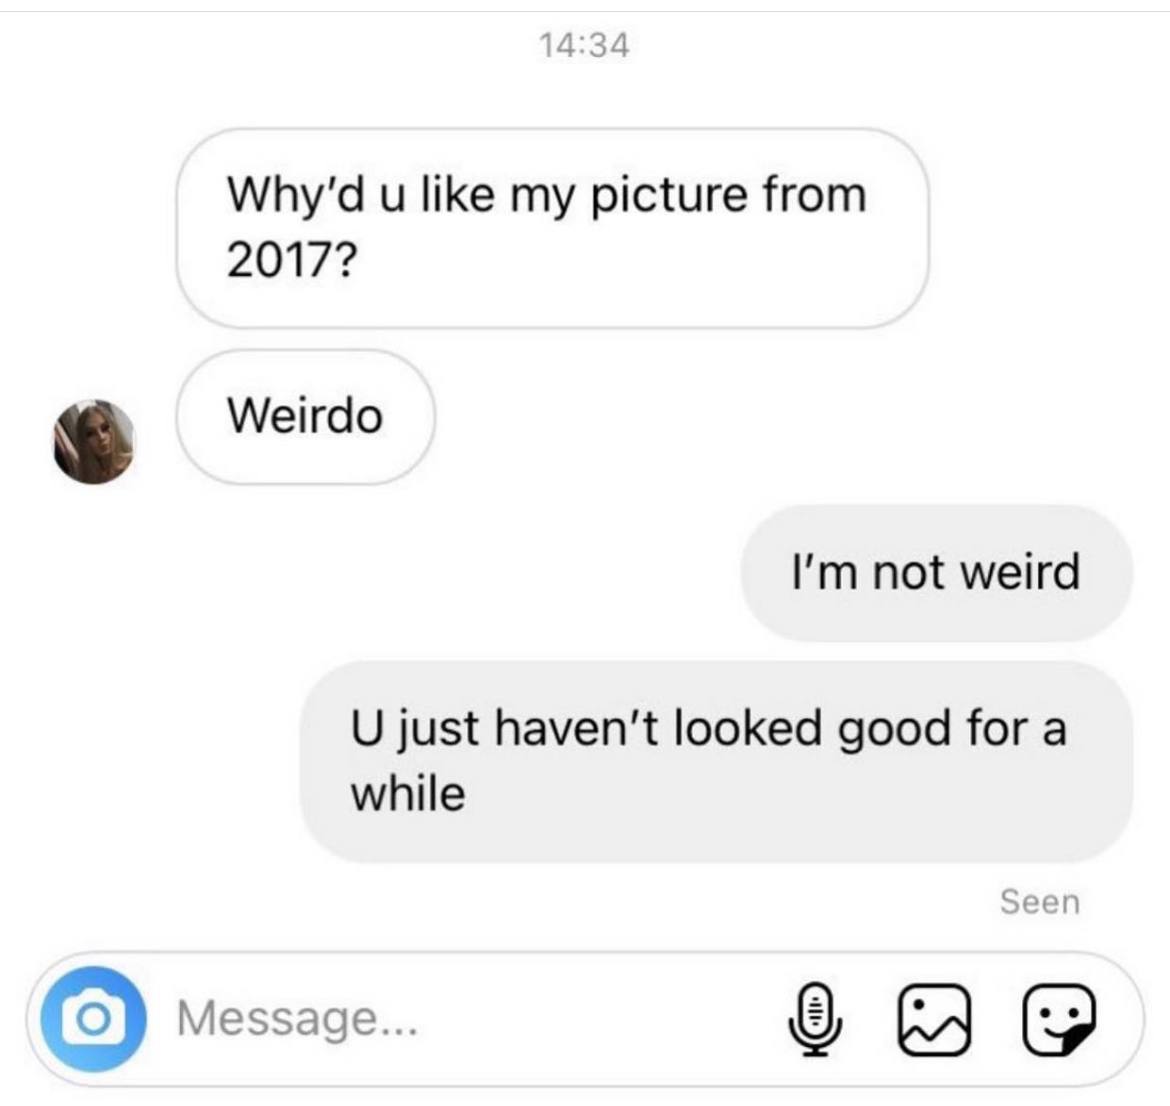 14:34
Why'd u like my picture from
2017?
Weirdo
I'm not weird
U just haven't looked good for a
while
Seen
Message...